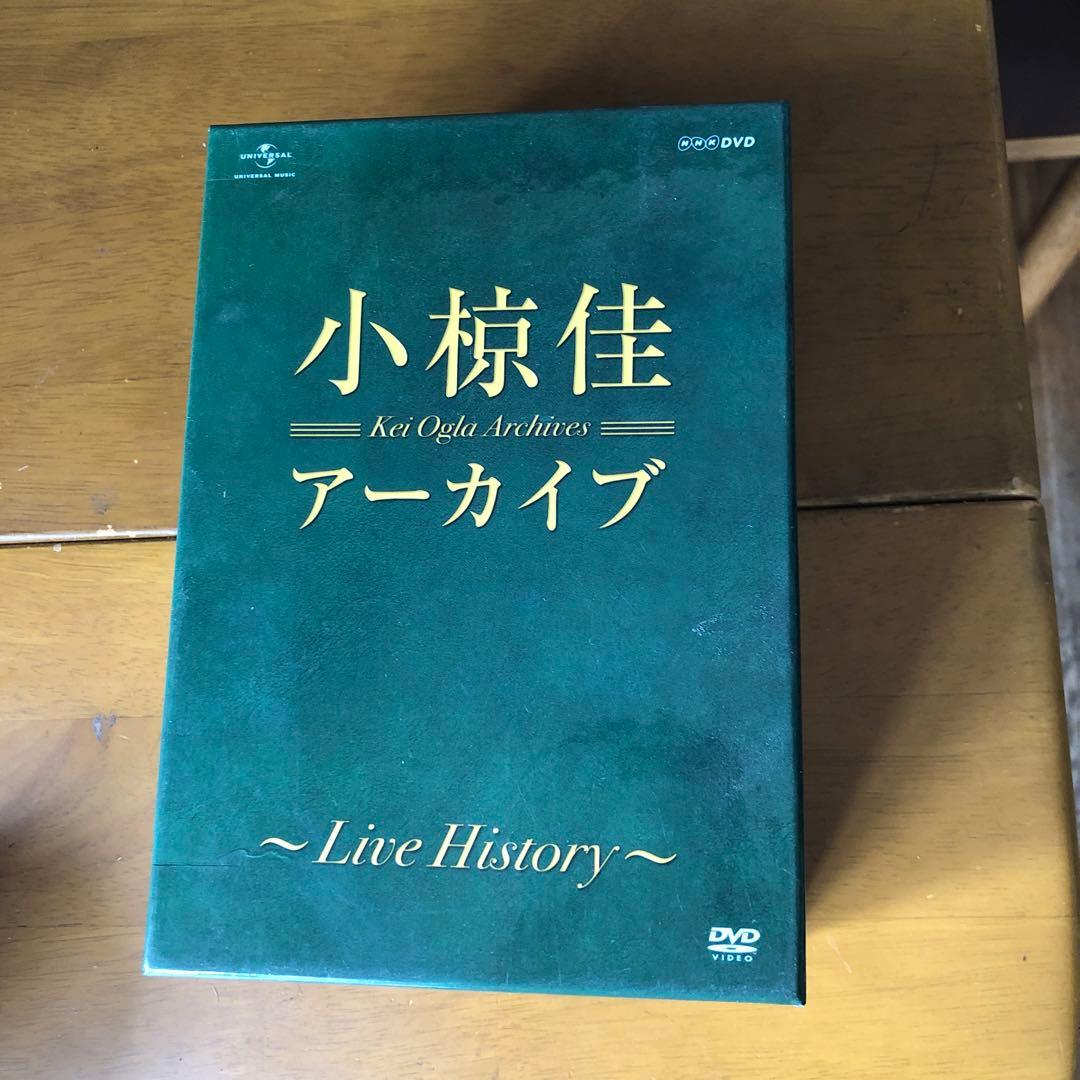 UNIVERSAL
UNIVERSAL MUSIC
NHK DVD
小椋佳
Kei Ogla Archives
アーカイブ
～Live History～
DVD
VIDEO